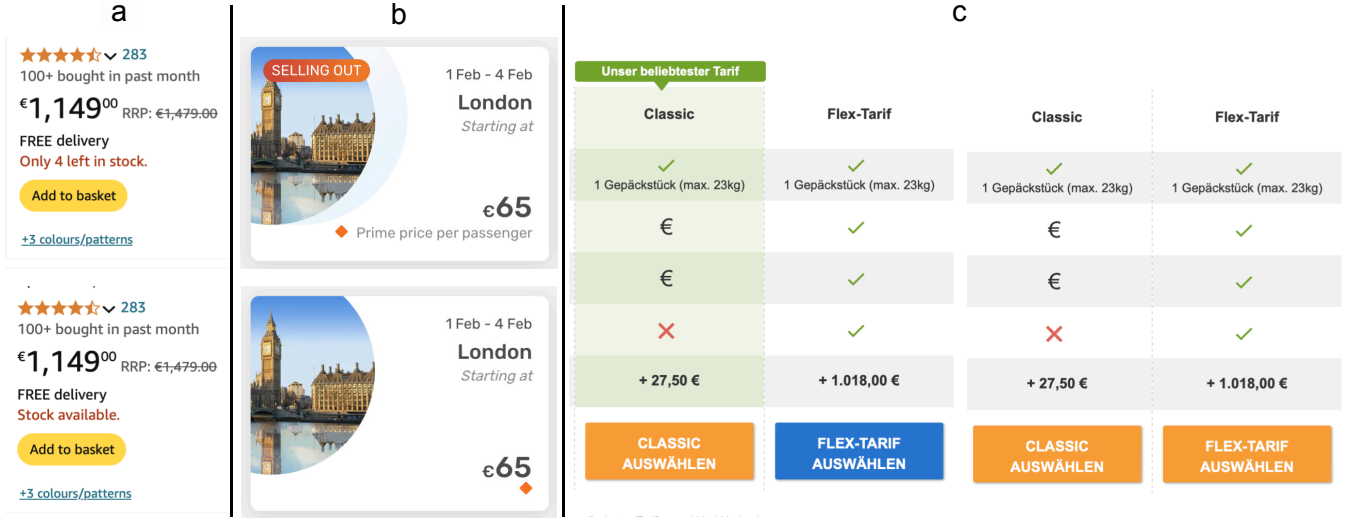 a
283
100+ bought in past month
€1,14900 RRP: €1,479.00
FREE delivery
Only 4 left in stock.
Add to basket
+3 colours/patterns
283
100+ bought in past month
€1,14900 RRP: €1,479.00
FREE delivery
Stock available.
Add to basket
+3 colours/patterns
b
SELLING OUT
1 Feb - 4 Feb
London
Starting at
€65
Prime price per passenger
1 Feb - 4 Feb
London
Starting at
€65
c
Unser beliebtester Tarif
Classic Flex-Tarif
1 Gepäckstück (max. 23kg) 1 Gepäckstück (max. 23kg)
€
€
+ 27,50 € + 1.018,00 €
CLASSIC FLEX-TARIF
AUSWÄHLEN AUSWÄHLEN
Classic Flex-Tarif
1 Gepäckstück (max. 23kg) 1 Gepäckstück (max. 23kg)
€
€
+ 27,50 € + 1.018,00 €
CLASSIC FLEX-TARIF
AUSWÄHLEN AUSWÄHLEN